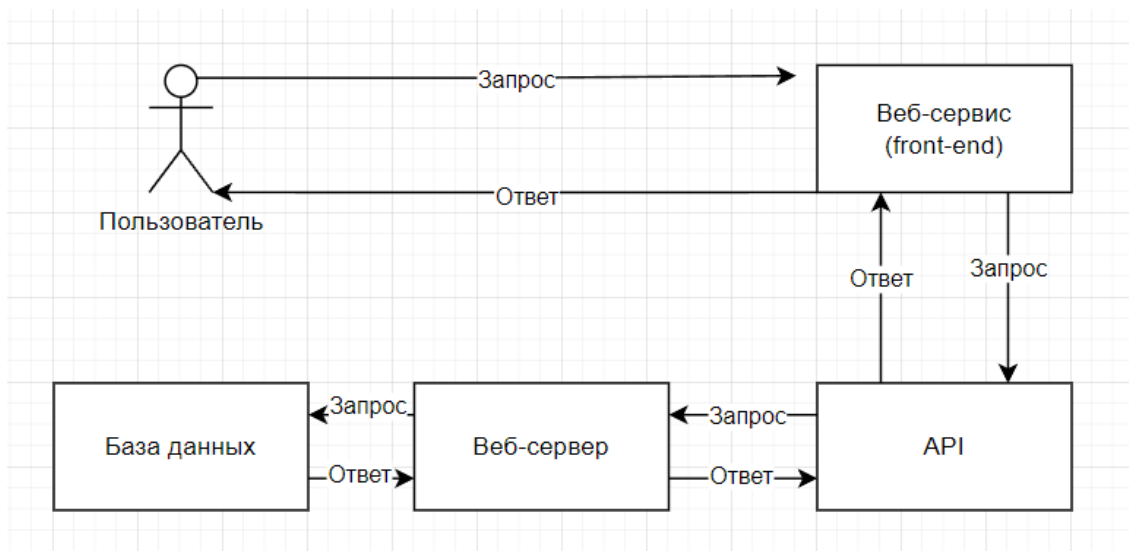 Запрос
Веб-сервис
(front-end)
Ответ
Пользователь
Ответ
Запрос
База данных
Запрос
Ответ
Веб-сервер
Запрос
Ответ
API